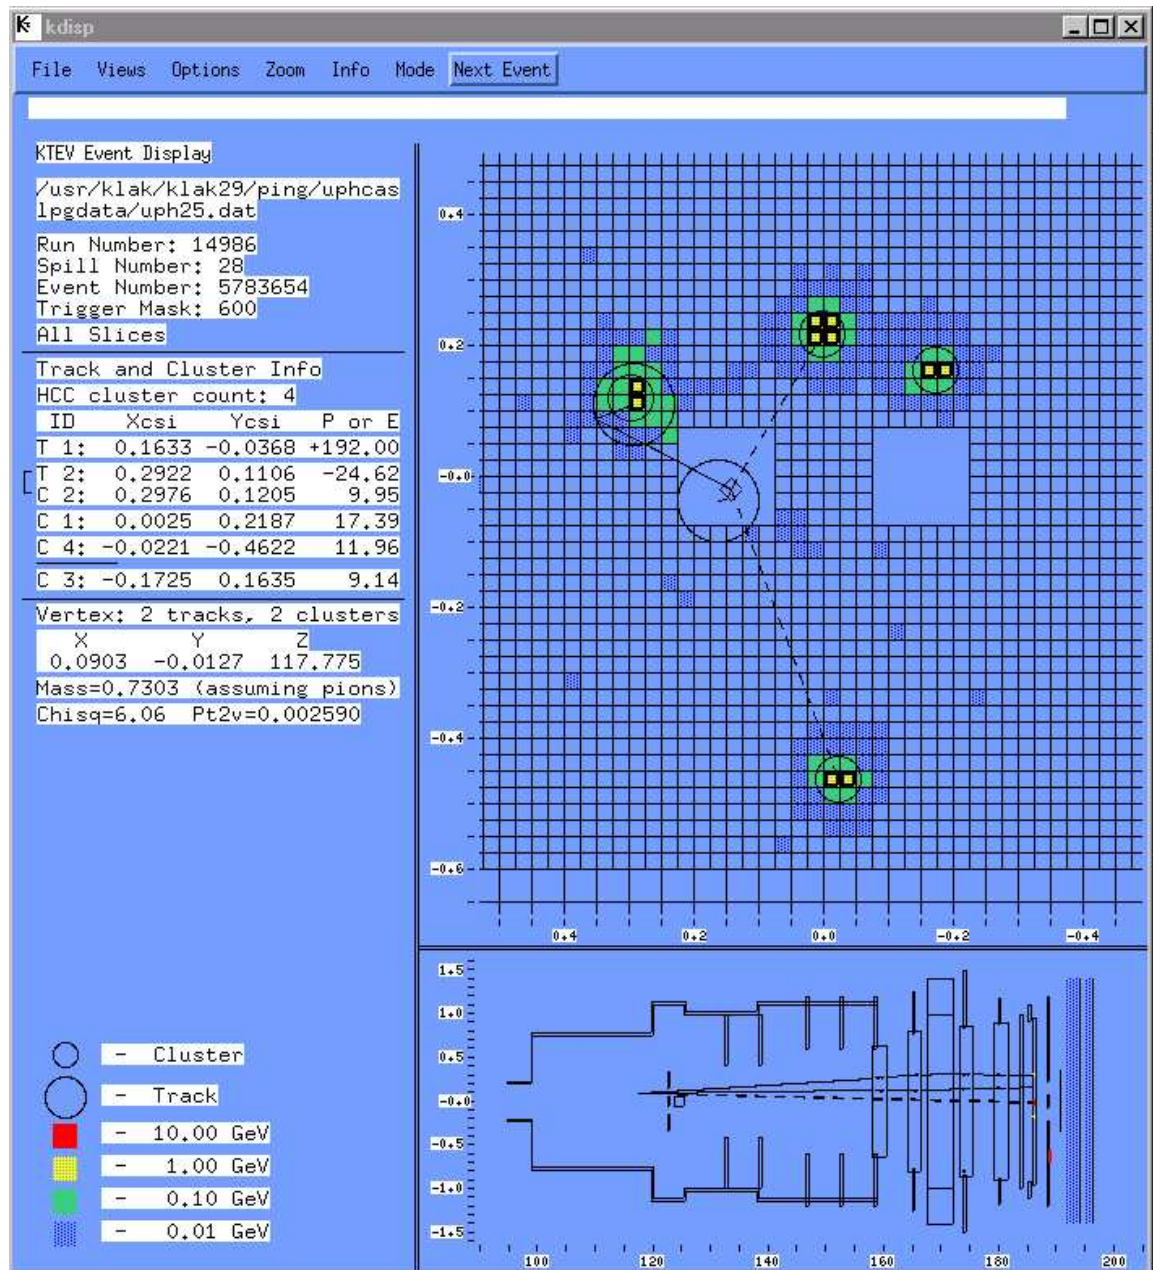 kdisp
File Views Options Zoom Info Mode Next Event
KTEV Event Display
/usr/klak/klak29/ping/uphcas
lpgdata/uph25.dat
Run Number: 14986
Spill Number: 28
Event Number: 5783654
Trigger Mask: 600
All Slices
Track and Cluster Info
HCC cluster count: 4
ID Xcsi Ycsi P or E
T 1: 0.1633 -0.0368 +192.00
T 2: 0.2922 0.1106 -24.62
C 2: 0.2976 0.1205 9.95
C 1: 0.0025 0.2187 17.39
C 4: -0.0221 -0.4622 11.96
C 3: -0.1725 0.1635 9.14
Vertex: 2 tracks, 2 clusters
X Y Z
0.0903 -0.0127 117.775
Mass=0.7303 (assuming pions)
Chisq=6.06 Pt2v=0.002590
- Cluster
- Track
- 10.00 GeV
- 1.00 GeV
- 0.10 GeV
- 0.01 GeV
0.4
0.2
-0.0
-0.2
-0.4
-0.6
0.4 0.2 0.0 -0.2 -0.4
1.5
1.0
0.5
-0.0
-0.5
-1.0
-1.5
100 120 140 160 180 200